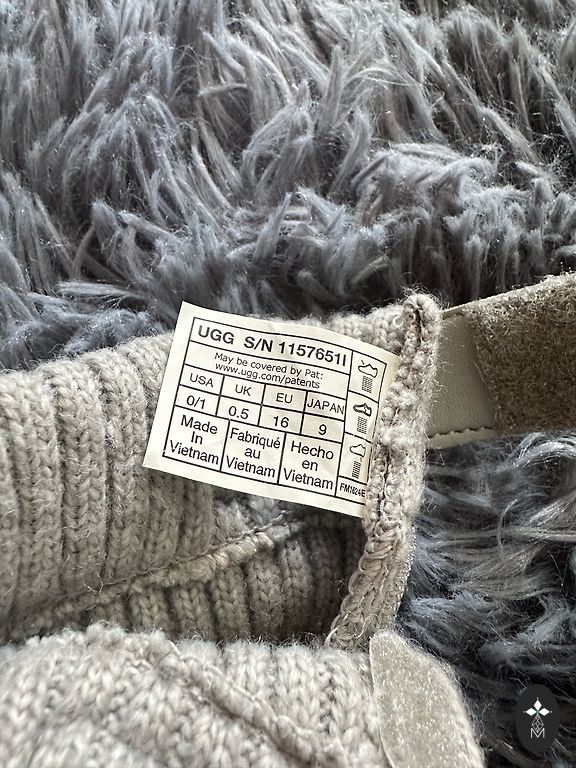 UGG S/N 1157651I
May be covered by Pat:
www.ugg.com/patents
USA UK EU JAPAN
0/1 0.5 16 9
Made In Vietnam
Fabriqué au Vietnam
Hecho en Vietnam
M